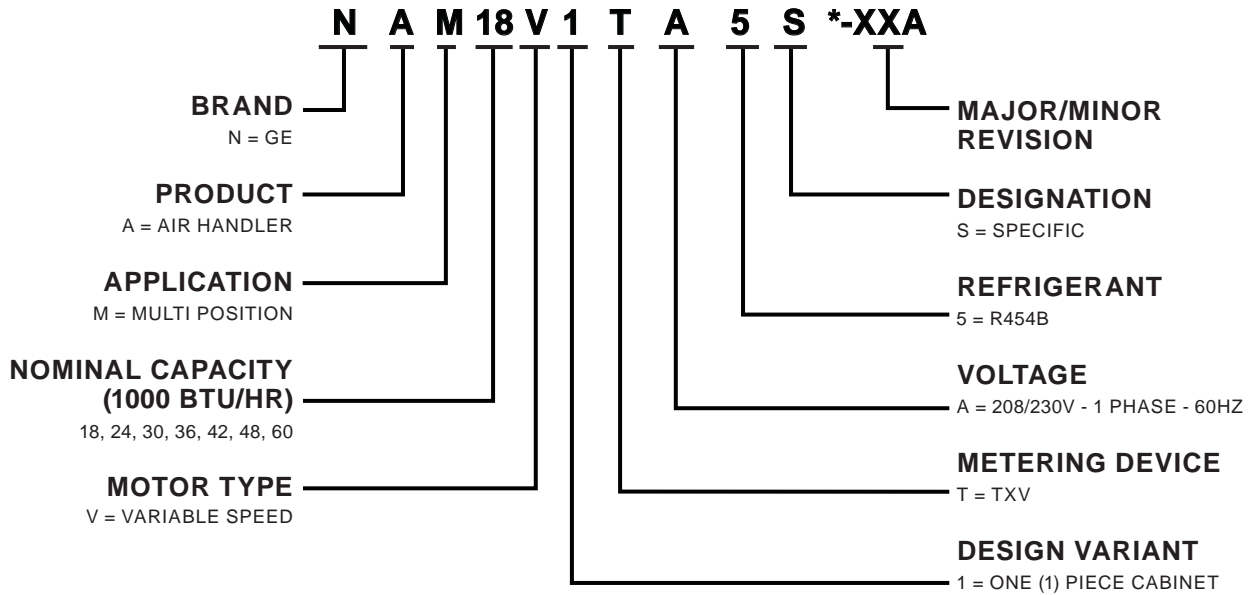 N A M 18 V 1 T A 5 S *-XXA
BRAND
N = GE
PRODUCT
A = AIR HANDLER
APPLICATION
M = MULTI POSITION
NOMINAL CAPACITY
(1000 BTU/HR)
18, 24, 30, 36, 42, 48, 60
MOTOR TYPE
V = VARIABLE SPEED
MAJOR/MINOR
REVISION
DESIGNATION
S = SPECIFIC
REFRIGERANT
5 = R454B
VOLTAGE
A = 208/230V - 1 PHASE - 60HZ
METERING DEVICE
T = TXV
DESIGN VARIANT
1 = ONE (1) PIECE CABINET